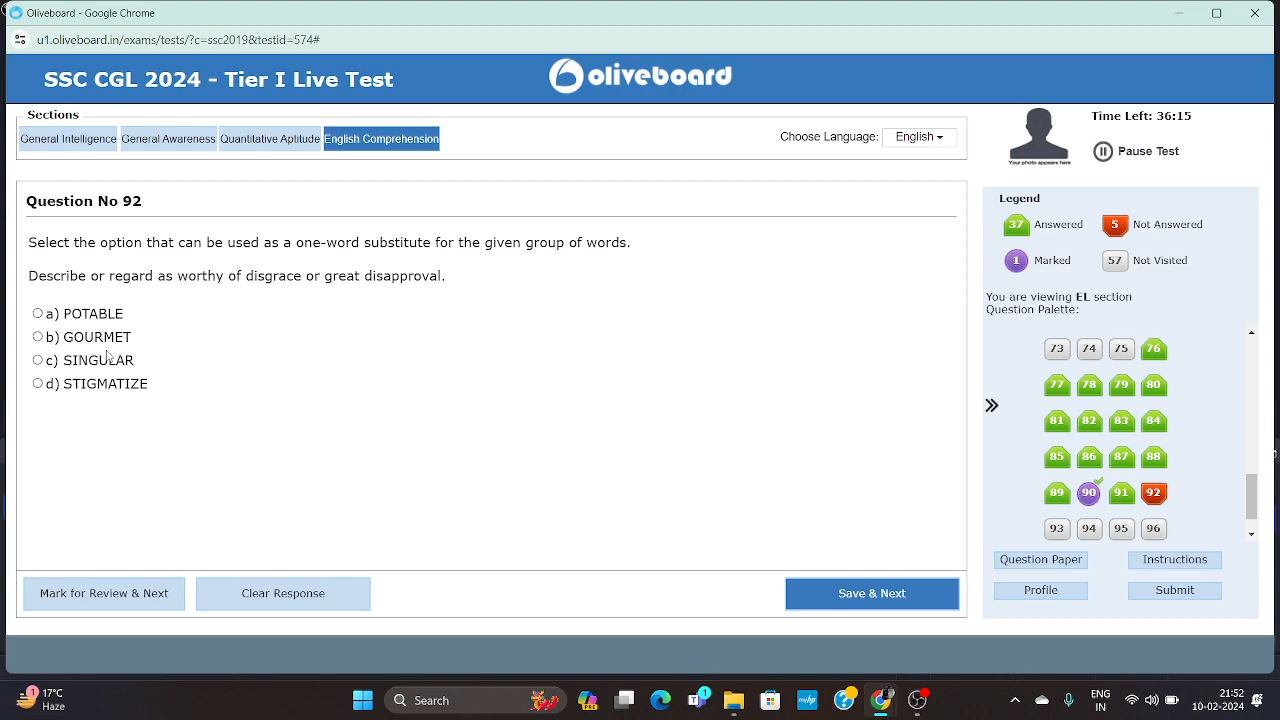 Oliveboard - Google Chrome
u1.oliveboard.in/exams/tests/?c=ssc2019&testid=574#
SSC CGL 2024 - Tier I Live Test
oliveboard
Sections
General Intelligence General Awareness Quantitative Aptitude English Comprehension
Choose Language: English
Time Left: 36:15
Your photo appears here
Pause Test
Question No 92
Select the option that can be used as a one-word substitute for the given group of words.
Describe or regard as worthy of disgrace or great disapproval.
a) POTABLE
b) GOURMET
c) SINGULAR
d) STIGMATIZE
Mark for Review & Next Clear Response Save & Next
Legend
37 Answered 5 Not Answered
1 Marked 57 Not Visited
You are viewing EL section
Question Palette:
73 74 75 76
77 78 79 80
81 82 83 84
85 86 87 88
89 90 91 92
93 94 95 96
Question Paper Instructions
Profile Submit
17°C
Haze
Search
1
ENG
IN
21:52
10-02-2024